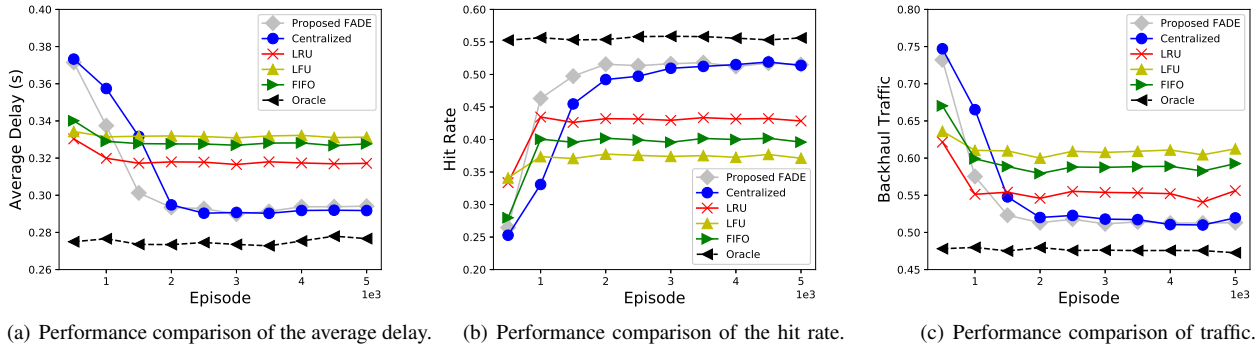 0.40
0.38
0.36
0.34
0.32
0.30
0.28
0.26
Average Delay (s)
Proposed FADE
Centralized
LRU
LFU
FIFO
Oracle
1 2 3 4 5
Episode 1e3
(a) Performance comparison of the average delay.
0.60
0.55
0.50
0.45
0.40
0.35
0.30
0.25
0.20
Hit Rate
Proposed FADE
Centralized
LRU
LFU
FIFO
Oracle
1 2 3 4 5
Episode 1e3
(b) Performance comparison of the hit rate.
0.80
0.75
0.70
0.65
0.60
0.55
0.50
0.45
Backhaul Traffic
Proposed FADE
Centralized
LRU
LFU
FIFO
Oracle
1 2 3 4 5
Episode 1e3
(c) Performance comparison of traffic.